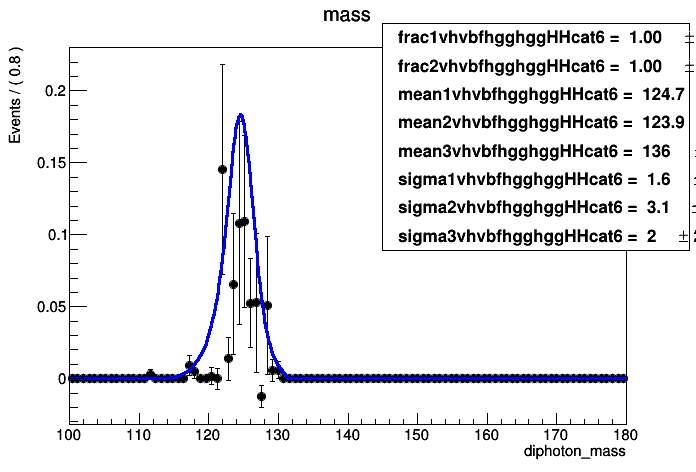 mass
frac1vhvbfhgghggHHcat6 = 1.00 ±
frac2vhvbfhgghggHHcat6 = 1.00 ±
mean1vhvbfhgghggHHcat6 = 124.7
mean2vhvbfhgghggHHcat6 = 123.9
mean3vhvbfhgghggHHcat6 = 136
sigma1vhvbfhgghggHHcat6 = 1.6
sigma2vhvbfhgghggHHcat6 = 3.1
sigma3vhvbfhgghggHHcat6 = 2 ±
Events / ( 0.8 )
0.2
0.15
0.1
0.05
0
100 110 120 130 140 150 160 170 180
diphoton_mass